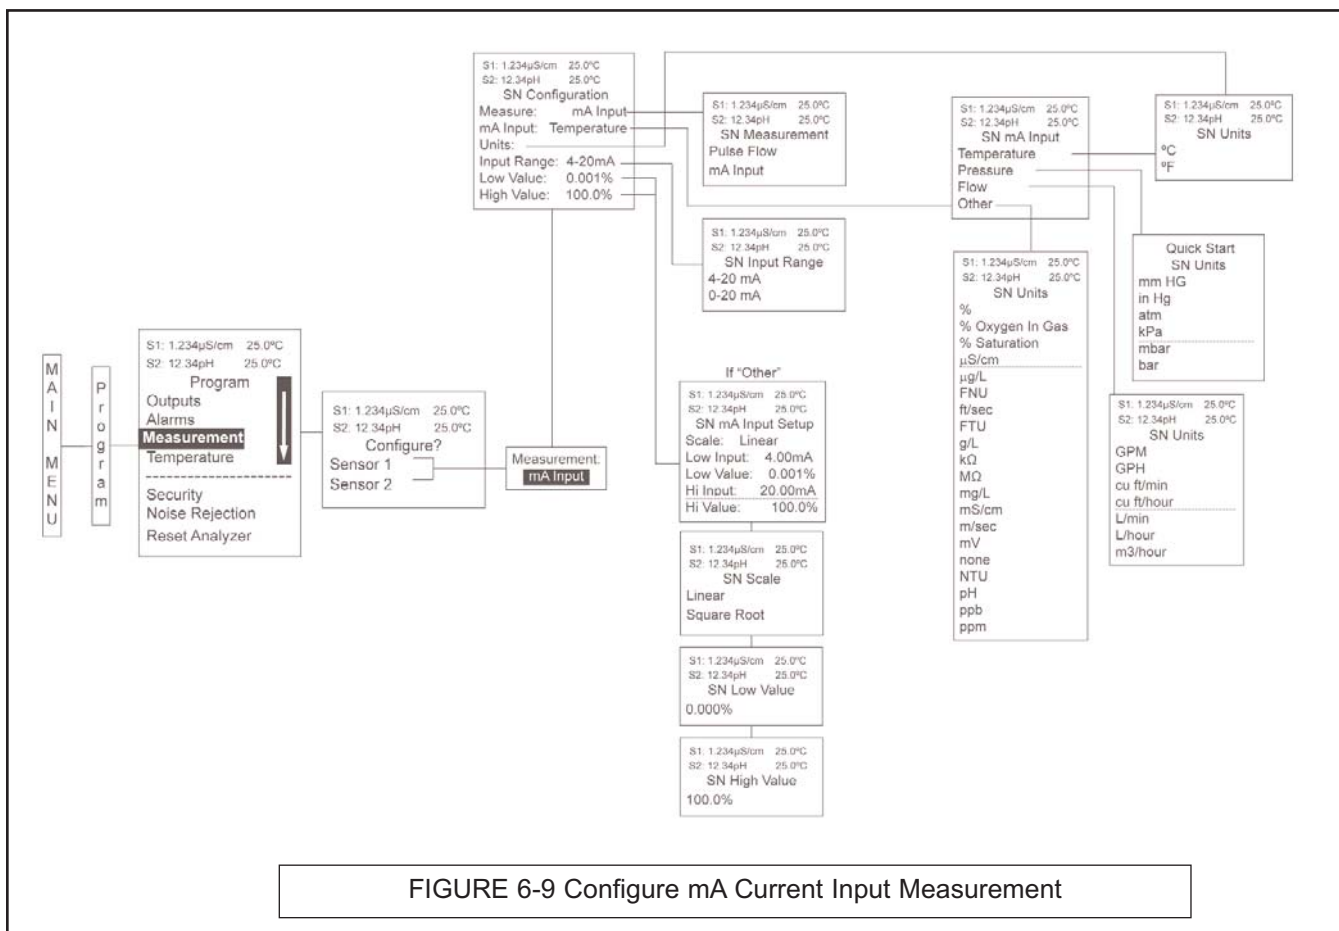 MAIN MENU
Program
S1: 1.234µS/cm 25.0ºC
S2: 12.34pH 25.0ºC
Program
Outputs
Alarms
Measurement
Temperature
Security
Noise Rejection
Reset Analyzer
S1: 1.234µS/cm 25.0ºC
S2: 12.34pH 25.0ºC
Configure?
Sensor 1
Sensor 2
Measurement:
mA Input
S1: 1.234µS/cm 25.0ºC
S2: 12.34pH 25.0ºC
SN Configuration
Measure: mA Input
mA Input: Temperature
Units:
Input Range: 4-20mA
Low Value: 0.001%
High Value: 100.0%
S1: 1.234µS/cm 25.0ºC
S2: 12.34pH 25.0ºC
SN Measurement
Pulse Flow
mA Input
S1: 1.234µS/cm 25.0ºC
S2: 12.34pH 25.0ºC
SN Input Range
4-20 mA
0-20 mA
If “Other”
S1: 1.234µS/cm 25.0ºC
S2: 12.34pH 25.0ºC
SN mA Input Setup
Scale: Linear
Low Input: 4.00mA
Low Value: 0.001%
Hi Input: 20.00mA
Hi Value: 100.0%
S1: 1.234µS/cm 25.0ºC
S2: 12.34pH 25.0ºC
SN Scale
Linear
Square Root
S1: 1.234µS/cm 25.0ºC
S2: 12.34pH 25.0ºC
SN Low Value
0.000%
S1: 1.234µS/cm 25.0ºC
S2: 12.34pH 25.0ºC
SN High Value
100.0%
S1: 1.234µS/cm 25.0ºC
S2: 12.34pH 25.0ºC
SN mA Input
Temperature
Pressure
Flow
Other
S1: 1.234µS/cm 25.0ºC
S2: 12.34pH 25.0ºC
SN Units
%
% Oxygen In Gas
% Saturation
µS/cm
µg/L
FNU
ft/sec
FTU
g/L
kΩ
MΩ
mg/L
mS/cm
m/sec
mV
none
NTU
pH
ppb
ppm
S1: 1.234µS/cm 25.0ºC
S2: 12.34pH 25.0ºC
SN Units
ºC
ºF
Quick Start
SN Units
mm HG
in Hg
atm
kPa
mbar
bar
S1: 1.234µS/cm 25.0ºC
S2: 12.34pH 25.0ºC
SN Units
GPM
GPH
cu ft/min
cu ft/hour
L/min
L/hour
m3/hour
FIGURE 6-9 Configure mA Current Input Measurement